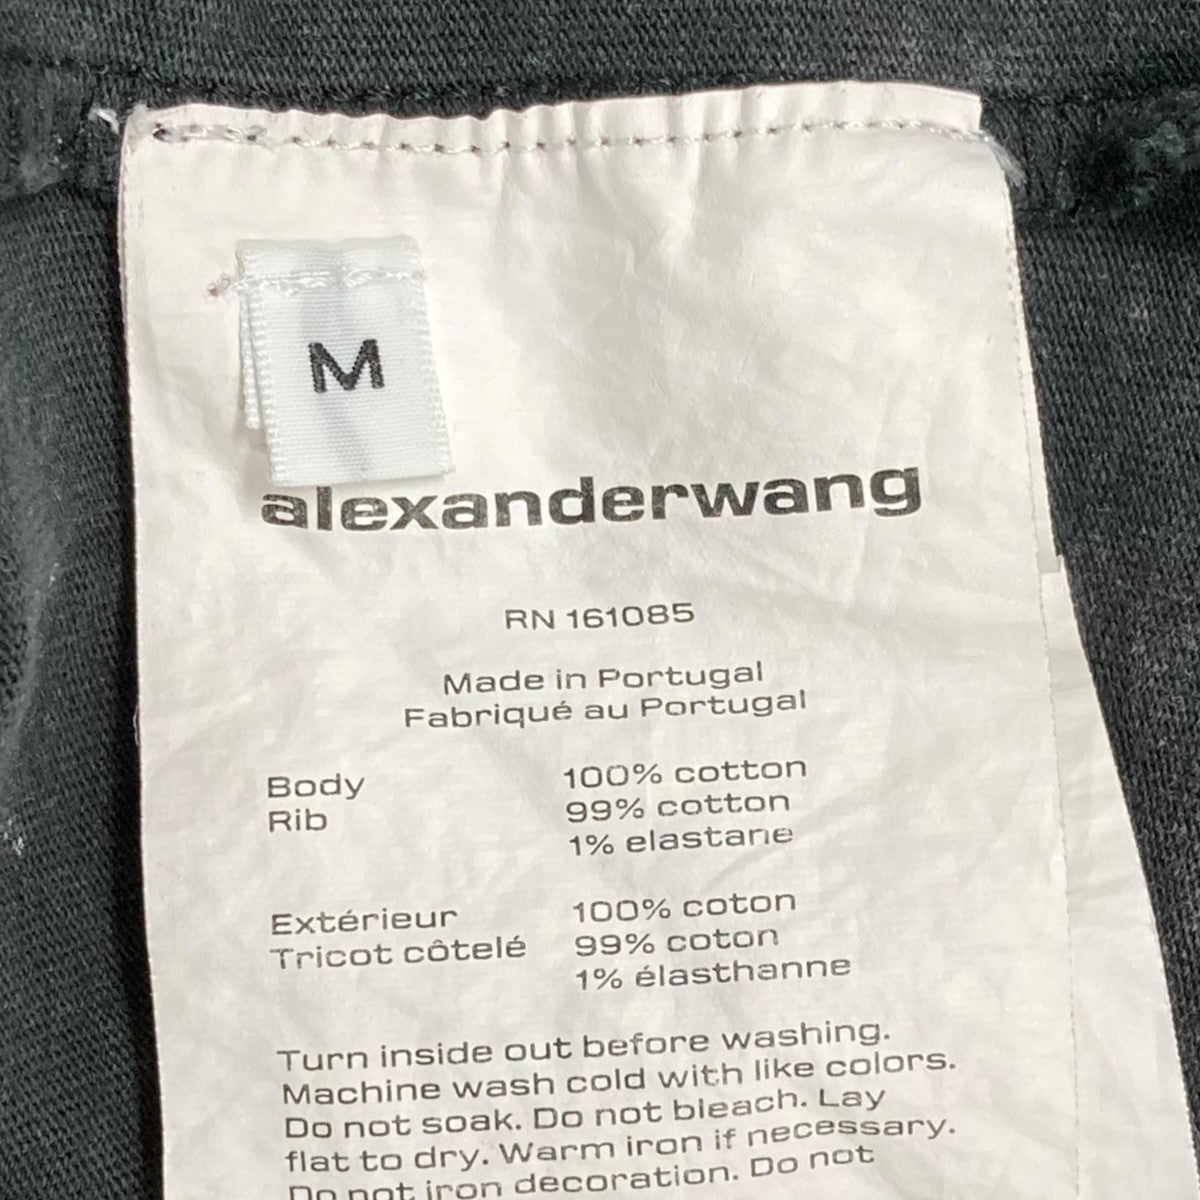 M
alexanderwang
RN 161085
Made in Portugal
Fabriqué au Portugal
Body 100% cotton
Rib 99% cotton
1% elastane
Extérieur 100% coton
Tricot côtelé 99% coton
1% élasthanne
Turn inside out before washing.
Machine wash cold with like colors.
Do not soak. Do not bleach. Lay
flat to dry. Warm iron if necessary.
Do not iron decoration. Do not